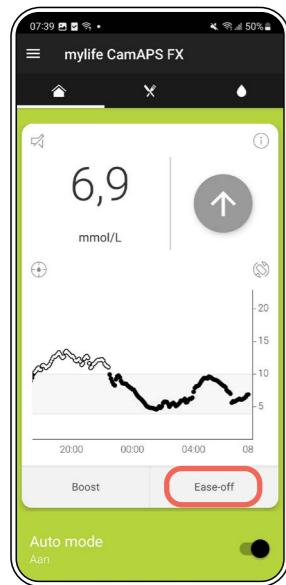 07:39 50%
mylife CamAPS FX
6,9
mmol/L
20
15
10
5
20:00 00:00 04:00 08
Boost Ease-off
Auto mode
Aan